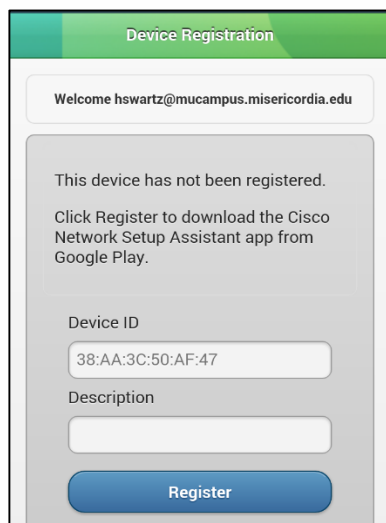 Device Registration
Welcome hswartz@mucampus.misericordia.edu
This device has not been registered.
Click Register to download the Cisco
Network Setup Assistant app from
Google Play.
Device ID
38:AA:3C:50:AF:47
Description
Register